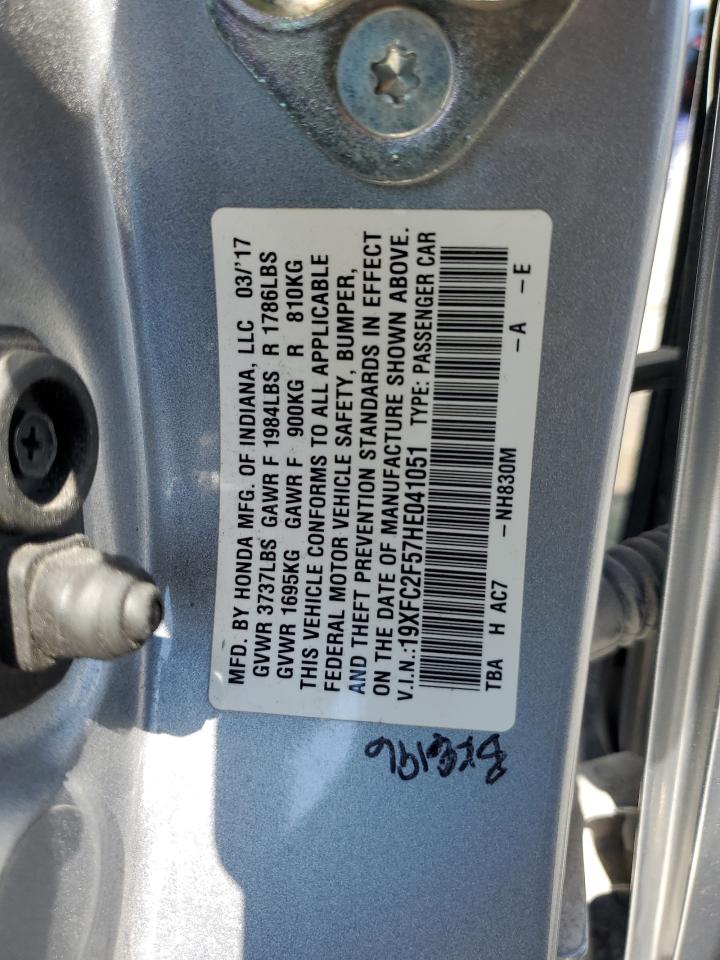 MFD. BY HONDA MFG. OF INDIANA, LLC 03/'17
GVWR 3737LBS GAWR F 1984LBS R 1786LBS
GVWR 1695KG GAWR F 900KG R 810KG
THIS VEHICLE CONFORMS TO ALL APPLICABLE
FEDERAL MOTOR VEHICLE SAFETY, BUMPER,
AND THEFT PREVENTION STANDARDS IN EFFECT
ON THE DATE OF MANUFACTURE SHOWN ABOVE.
V.I.N.:19XFC2F57HE041051 TYPE: PASSENGER CAR
TBA H AC7 -NH830M -A -E